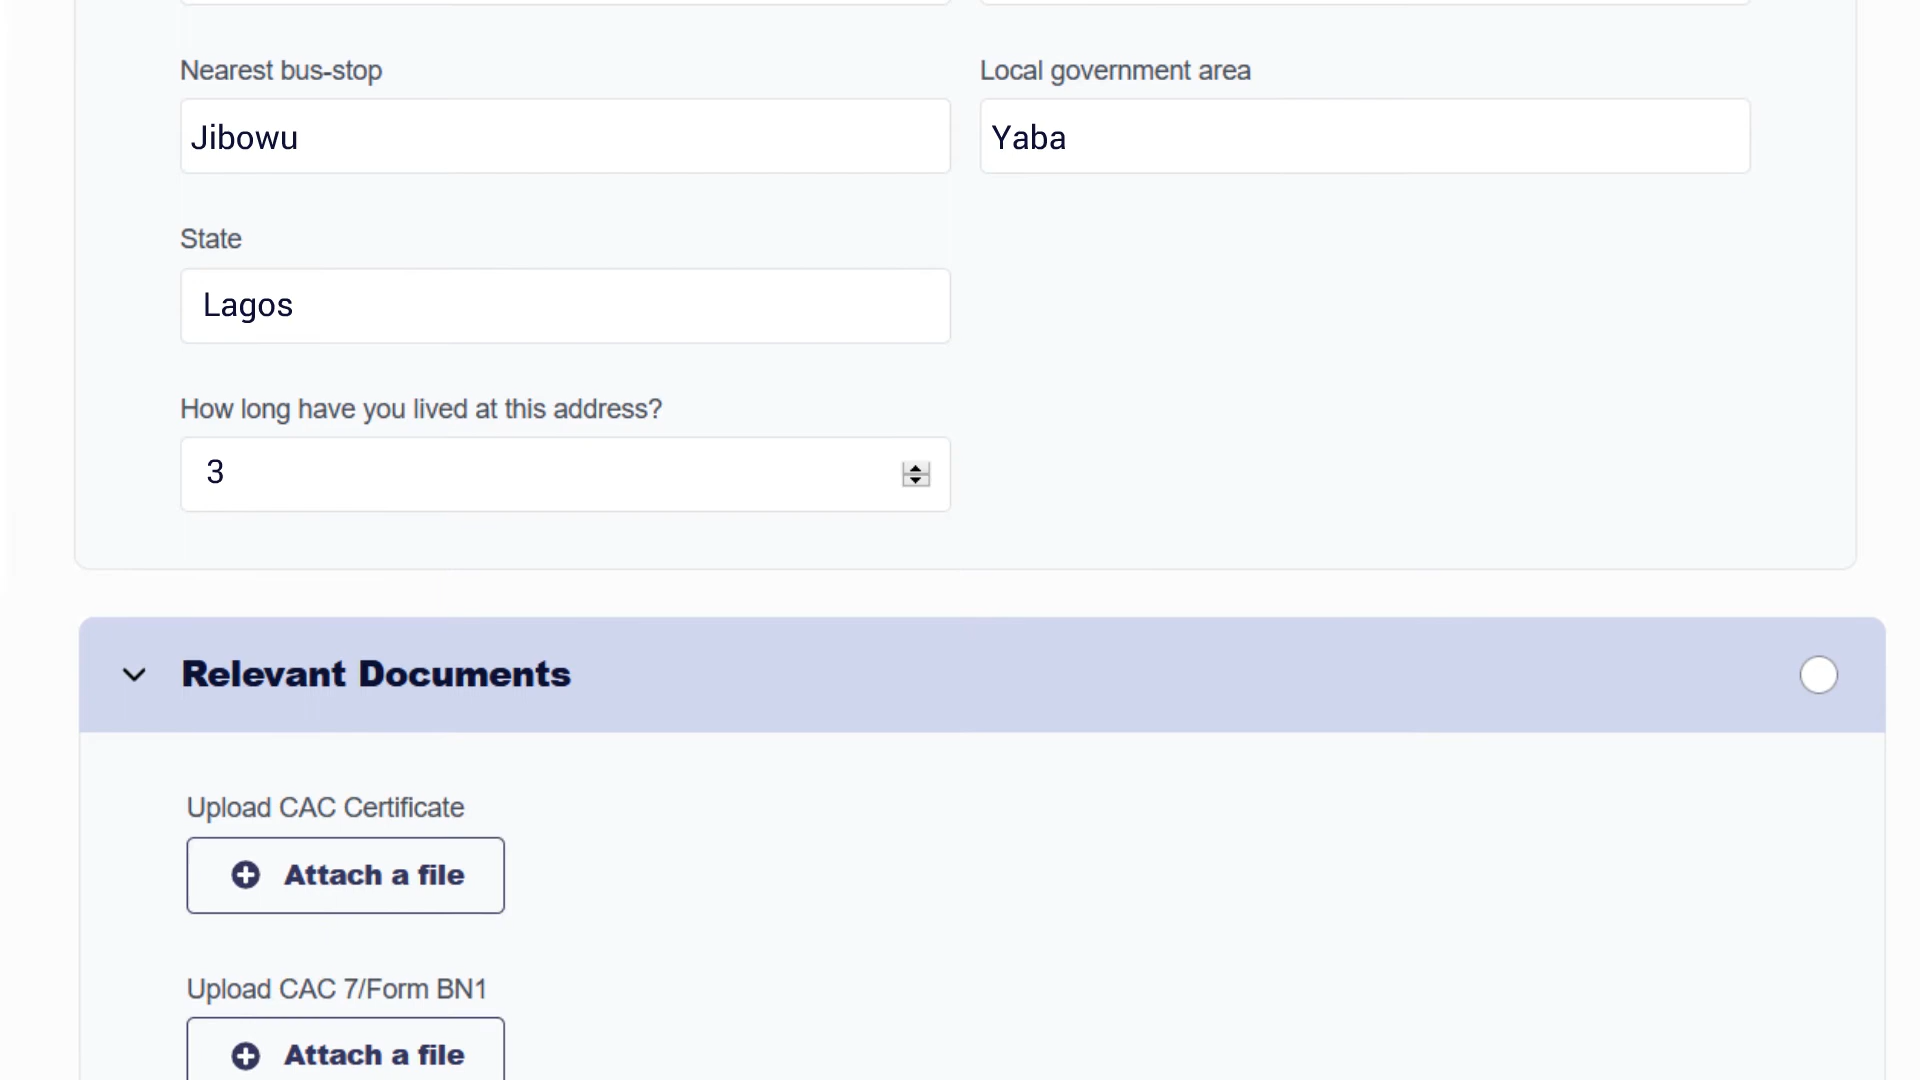 Nearest bus-stop
Local government area
Jibowu
Yaba
State
Lagos
How long have you lived at this address?
3
Relevant Documents
Upload CAC Certificate
Attach a file
Upload CAC 7/Form BN1
Attach a file